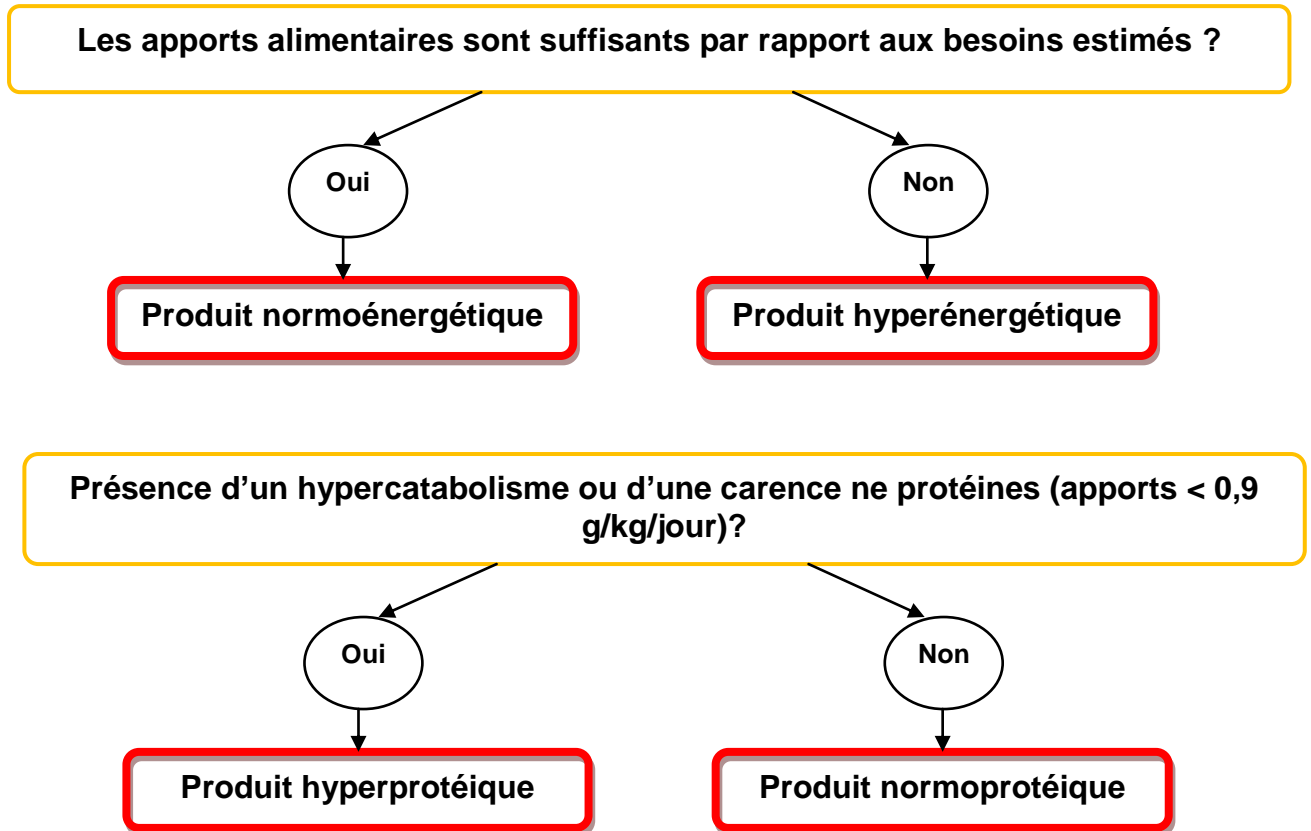 Les apports alimentaires sont suffisants par rapport aux besoins estimés ?
Oui
Non
Produit normoénergétique
Produit hyperénergétique
Présence d’un hypercatabolisme ou d’une carence ne protéines (apports < 0,9
g/kg/jour)?
Oui
Non
Produit hyperprotéique
Produit normoprotéique